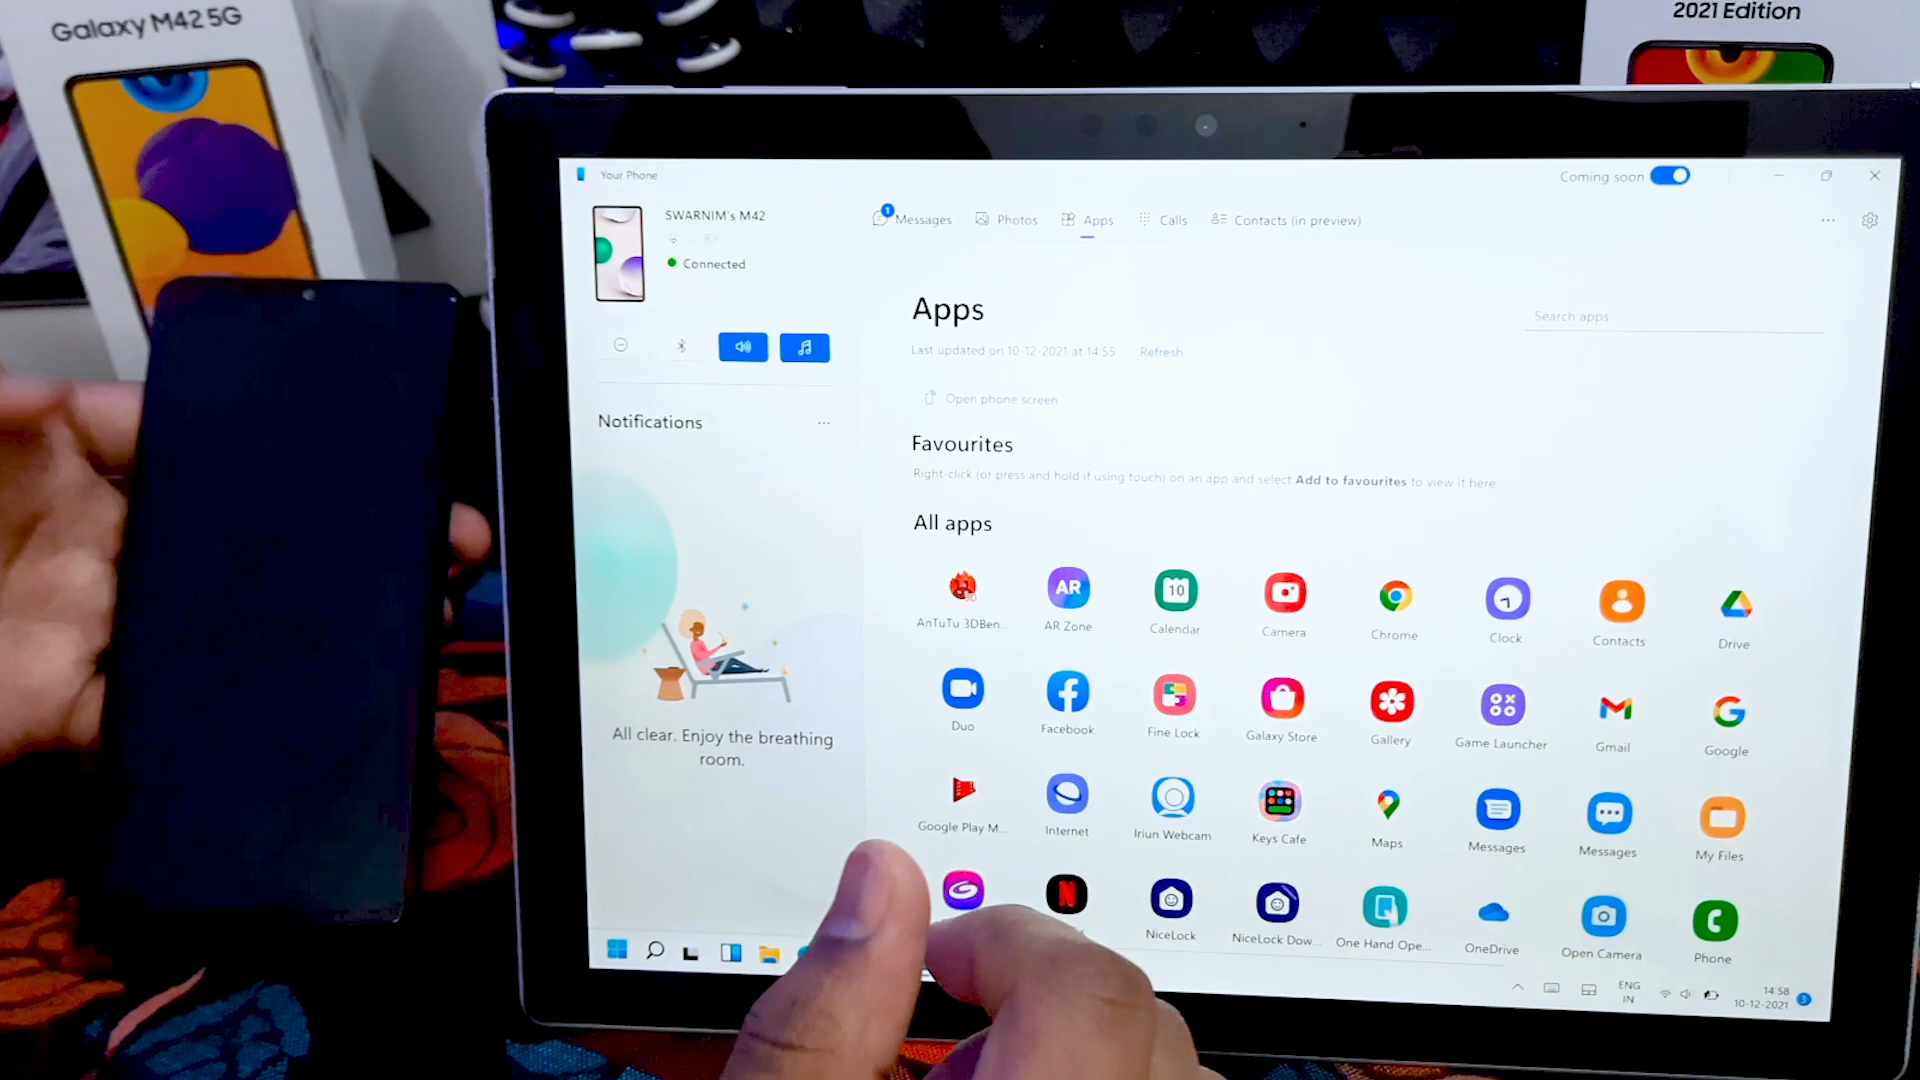 Galaxy M42 5G
2021 Edition
Your Phone
Coming soon
SWARNIM's M42
Connected
1
Messages
Photos
Apps
Calls
Contacts (in preview)
Apps
Search apps
Last updated on 10-12-2021 at 14:55
Refresh
Open phone screen
Notifications
Favourites
Right-click (or press and hold if using touch) on an app and select Add to favourites to view it here
All apps
AR
10
AnTuTu 3DBen...
AR Zone
Calendar
Camera
Chrome
Clock
Contacts
Drive
Duo
Facebook
Fine Lock
Galaxy Store
Gallery
Game Launcher
Gmail
Google
All clear. Enjoy the breathing
room.
Google Play M...
Internet
Iriun Webcam
Keys Cafe
Maps
Messages
Messages
My Files
N
NiceLock
NiceLock Dow...
One Hand Ope...
OneDrive
Open Camera
Phone
ENG
IN
14:58
10-12-2021
3